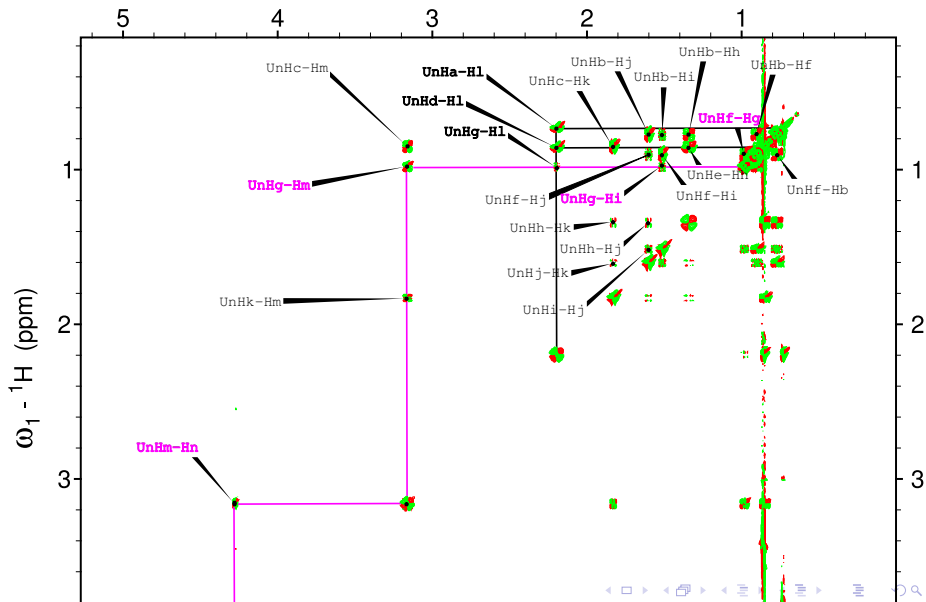 5 4 3 2 1
UnHc-Hm
UnHa-Hl
UnHd-Hl
UnHg-Hl
UnHc-Hk
UnHb-Hj
UnHb-Hi
UnHb-Hh
UnHb-Hf
UnHf-Hg
UnHg-Hm
UnHf-Hj
UnHg-Hi
UnHe-Hh
UnHf-Hi
UnHf-Hb
UnHh-Hk
UnHh-Hj
UnHj-Hk
UnHi-Hj
UnHk-Hm
UnHm-Hn
1
2
3
1
2
3
ω1 - 1H (ppm)